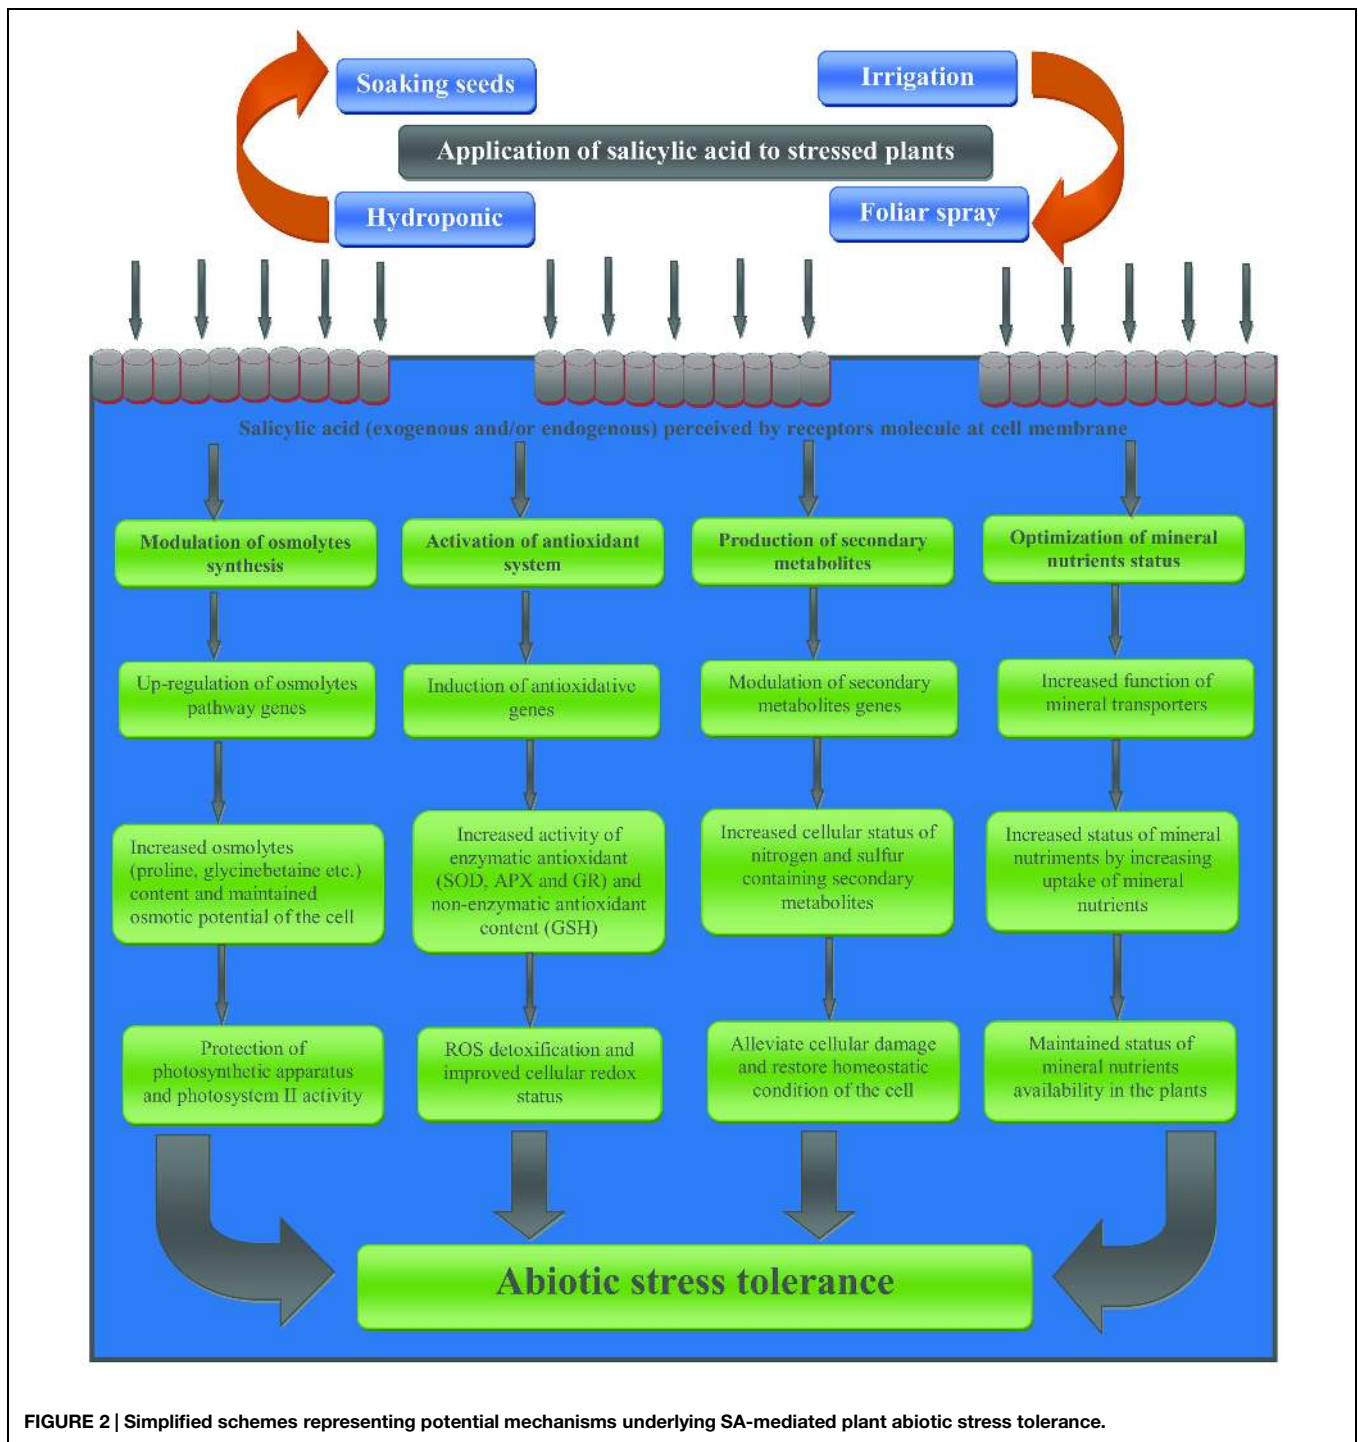 Soaking seeds
Irrigation
Application of salicylic acid to stressed plants
Hydroponic
Foliar spray
Salicylic acid (exogenous and/or endogenous) perceived by receptors molecule at cell membrane
Modulation of osmolytes
synthesis
Up-regulation of osmolytes
pathway genes
Increased osmolytes
(proline, glycinebetaine etc.)
content and maintained
osmotic potential of the cell
Protection of
photosynthetic apparatus
and photosystem II activity
Activation of antioxidant
system
Induction of antioxidative
genes
Increased activity of
enzymatic antioxidant
(SOD, APX and GR) and
non-enzymatic antioxidant
content (GSH)
ROS detoxification and
improved cellular redox
status
Production of secondary
metabolites
Modulation of secondary
metabolites genes
Increased cellular status of
nitrogen and sulfur
containing secondary
metabolites
Alleviate cellular damage
and restore homeostatic
condition of the cell
Optimization of mineral
nutrients status
Increased function of
mineral transporters
Increased status of mineral
nutriments by increasing
uptake of mineral
nutrients
Maintained status of
mineral nutrients
availability in the plants
Abiotic stress tolerance
FIGURE 2 | Simplified schemes representing potential mechanisms underlying SA-mediated plant abiotic stress tolerance.